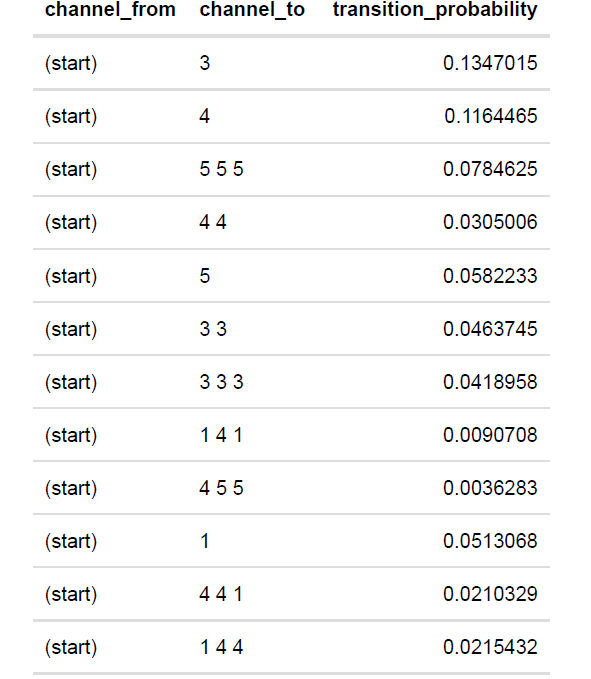 channel_from channel_to transition_probability
(start) 3 0.1347015
(start) 4 0.1164465
(start) 5 5 5 0.0784625
(start) 4 4 0.0305006
(start) 5 0.0582233
(start) 3 3 0.0463745
(start) 3 3 3 0.0418958
(start) 1 4 1 0.0090708
(start) 4 5 5 0.0036283
(start) 1 0.0513068
(start) 4 4 1 0.0210329
(start) 1 4 4 0.0215432